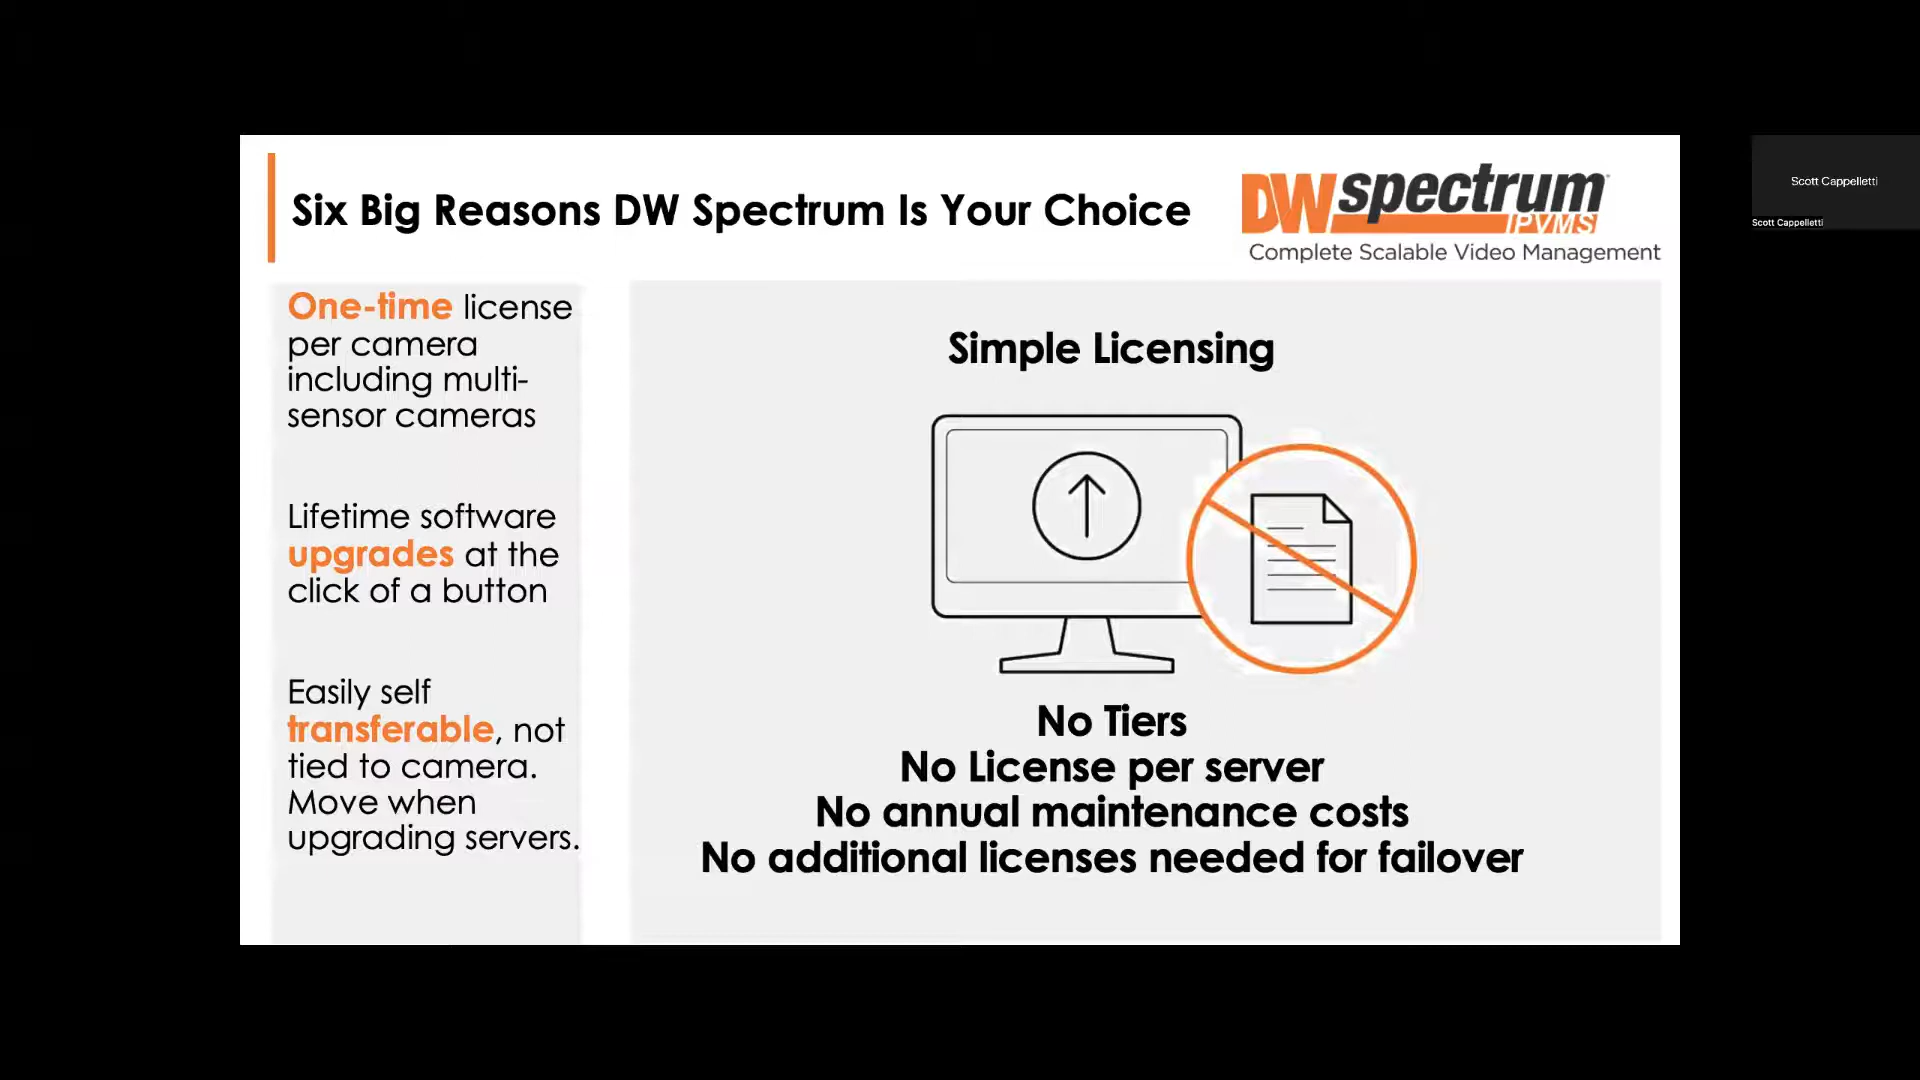 Six Big Reasons DW Spectrum Is Your Choice
DW spectrum
IPVMS
Complete Scalable Video Management
One-time license
per camera
including multi-
sensor cameras
Lifetime software
upgrades at the
click of a button
Easily self
transferable, not
tied to camera.
Move when
upgrading servers.
Simple Licensing
No Tiers
No License per server
No annual maintenance costs
No additional licenses needed for failover
Scott Cappelletti
Scott Cappelletti